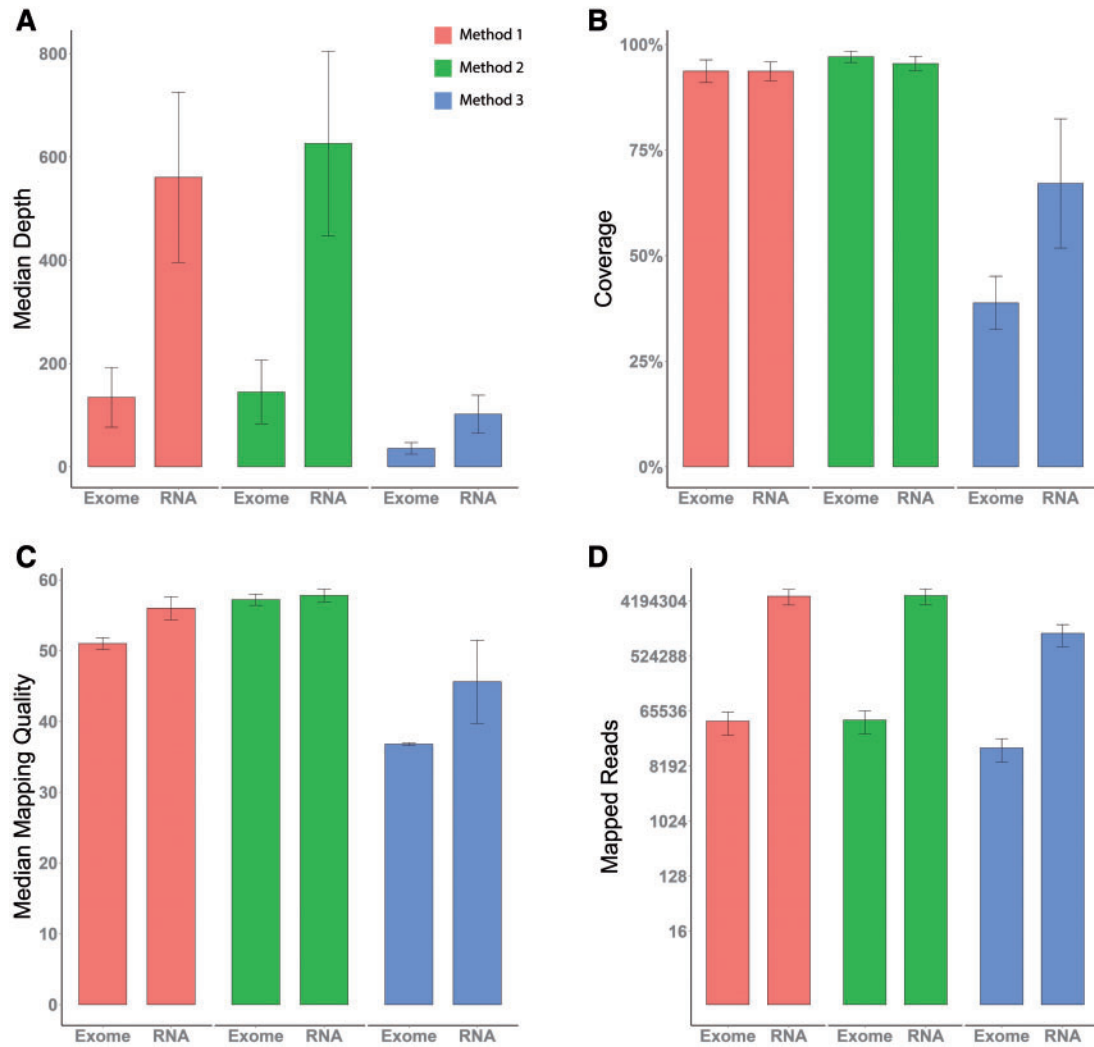 A
Median Depth
800
600
400
200
0
Method 1
Method 2
Method 3
Exome RNA Exome RNA Exome RNA
B
Coverage
100%
75%
50%
25%
0%
Exome RNA Exome RNA Exome RNA
C
Median Mapping Quality
60
50
40
30
20
10
0
Exome RNA Exome RNA Exome RNA
D
Mapped Reads
4194304
524288
65536
8192
1024
128
16
Exome RNA Exome RNA Exome RNA